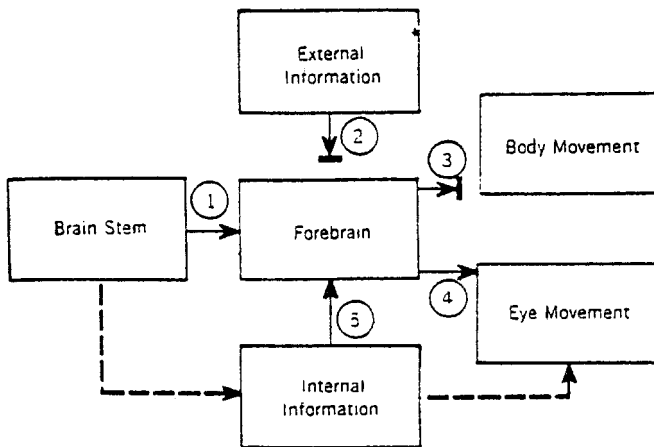 External
Information
2
3
Body Movement
1
Brain Stem
Forebrain
4
Eye Movement
5
Internal
Information